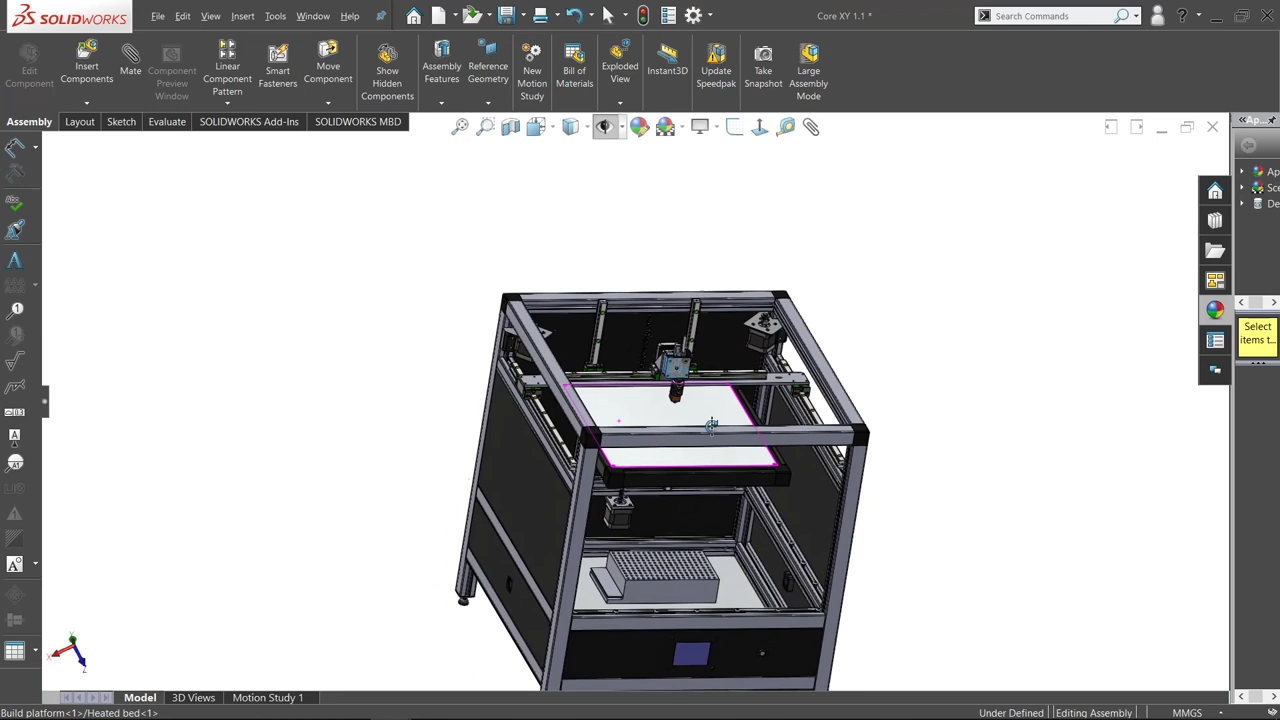 SOLIDWORKS File Edit View Insert Tools Window Help Core XY 1.1 * Search Commands ?
Edit Component
Insert Components
Mate
Component Preview Window
Linear Component Pattern
Smart Fasteners
Move Component
Show Hidden Components
Assembly Features
Reference Geometry
New Motion Study
Bill of Materials
Exploded View
Instant3D
Update Speedpak
Take Snapshot
Large Assembly Mode
Assembly Layout Sketch Evaluate SOLIDWORKS Add-Ins SOLIDWORKS MBD
«Ap...
Ap
Sce
De
Select
items t...
Model 3D Views Motion Study 1
Build platform<1>/Heated bed<1> Under Defined Editing Assembly MMGS